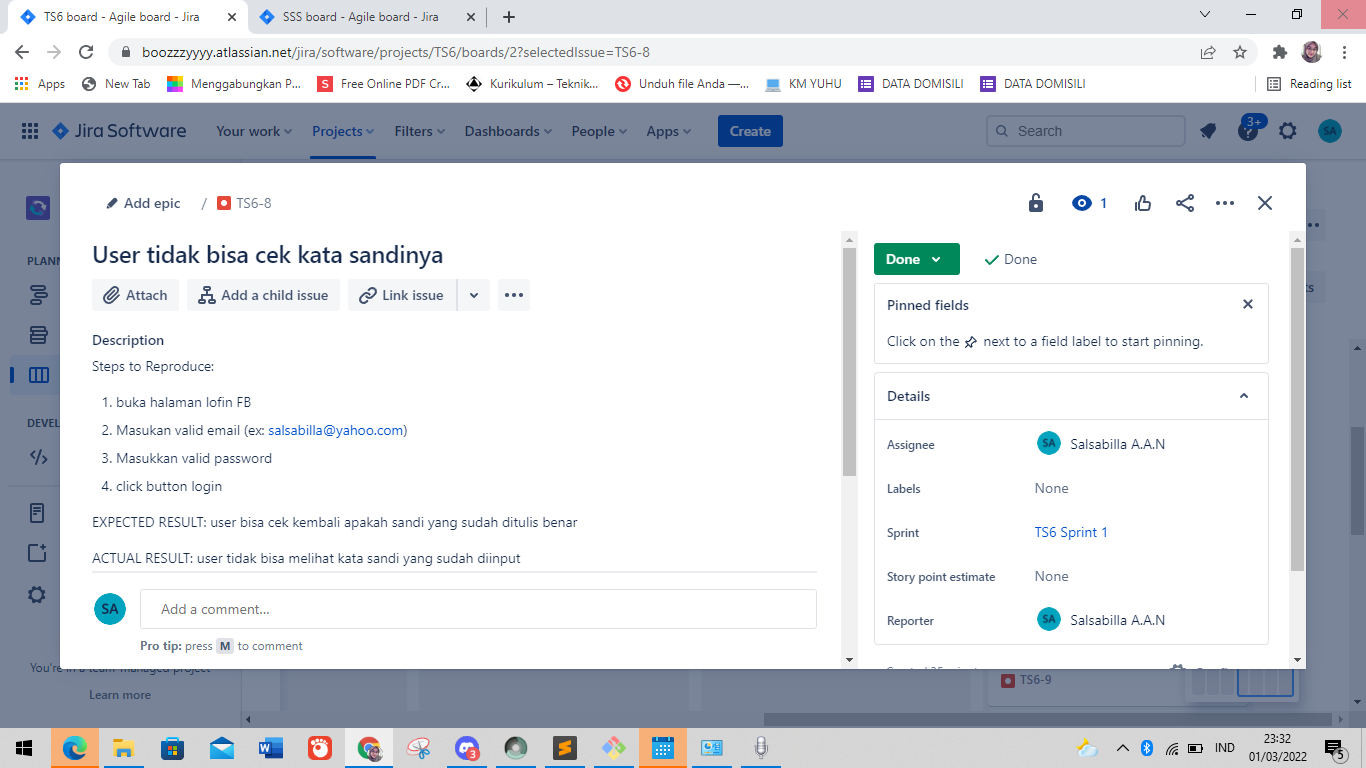 TS6 board - Agile board - Jira
SSS board - Agile board - Jira
boozzzyyyy.atlassian.net/jira/software/projects/TS6/boards/2?selectedIssue=TS6-8
Apps
New Tab
Menggabungkan P...
Free Online PDF Cr...
Kurikulum – Teknik...
Unduh file Anda —...
KM YUHU
DATA DOMISILI
DATA DOMISILI
Reading list
Jira Software
Your work
Projects
Filters
Dashboards
People
Apps
Create
Search
3+
SA
Add epic
/
TS6-8
1
User tidak bisa cek kata sandinya
Attach
Add a child issue
Link issue
Description
Steps to Reproduce:
1. buka halaman lofin FB
2. Masukan valid email (ex: salsabilla@yahoo.com)
3. Masukkan valid password
4. click button login
EXPECTED RESULT: user bisa cek kembali apakah sandi yang sudah ditulis benar
ACTUAL RESULT: user tidak bisa melihat kata sandi yang sudah diinput
SA
Add a comment...
Pro tip: press M to comment
Done
Done
Pinned fields
Click on the next to a field label to start pinning.
Details
Assignee
SA
Salsabilla A.A.N
Labels
None
Sprint
TS6 Sprint 1
Story point estimate
None
Reporter
SA
Salsabilla A.A.N
PLANN
DEVEL
You're in a team-managed project
Learn more
TS6-9
3
IND
23:32
01/03/2022
5